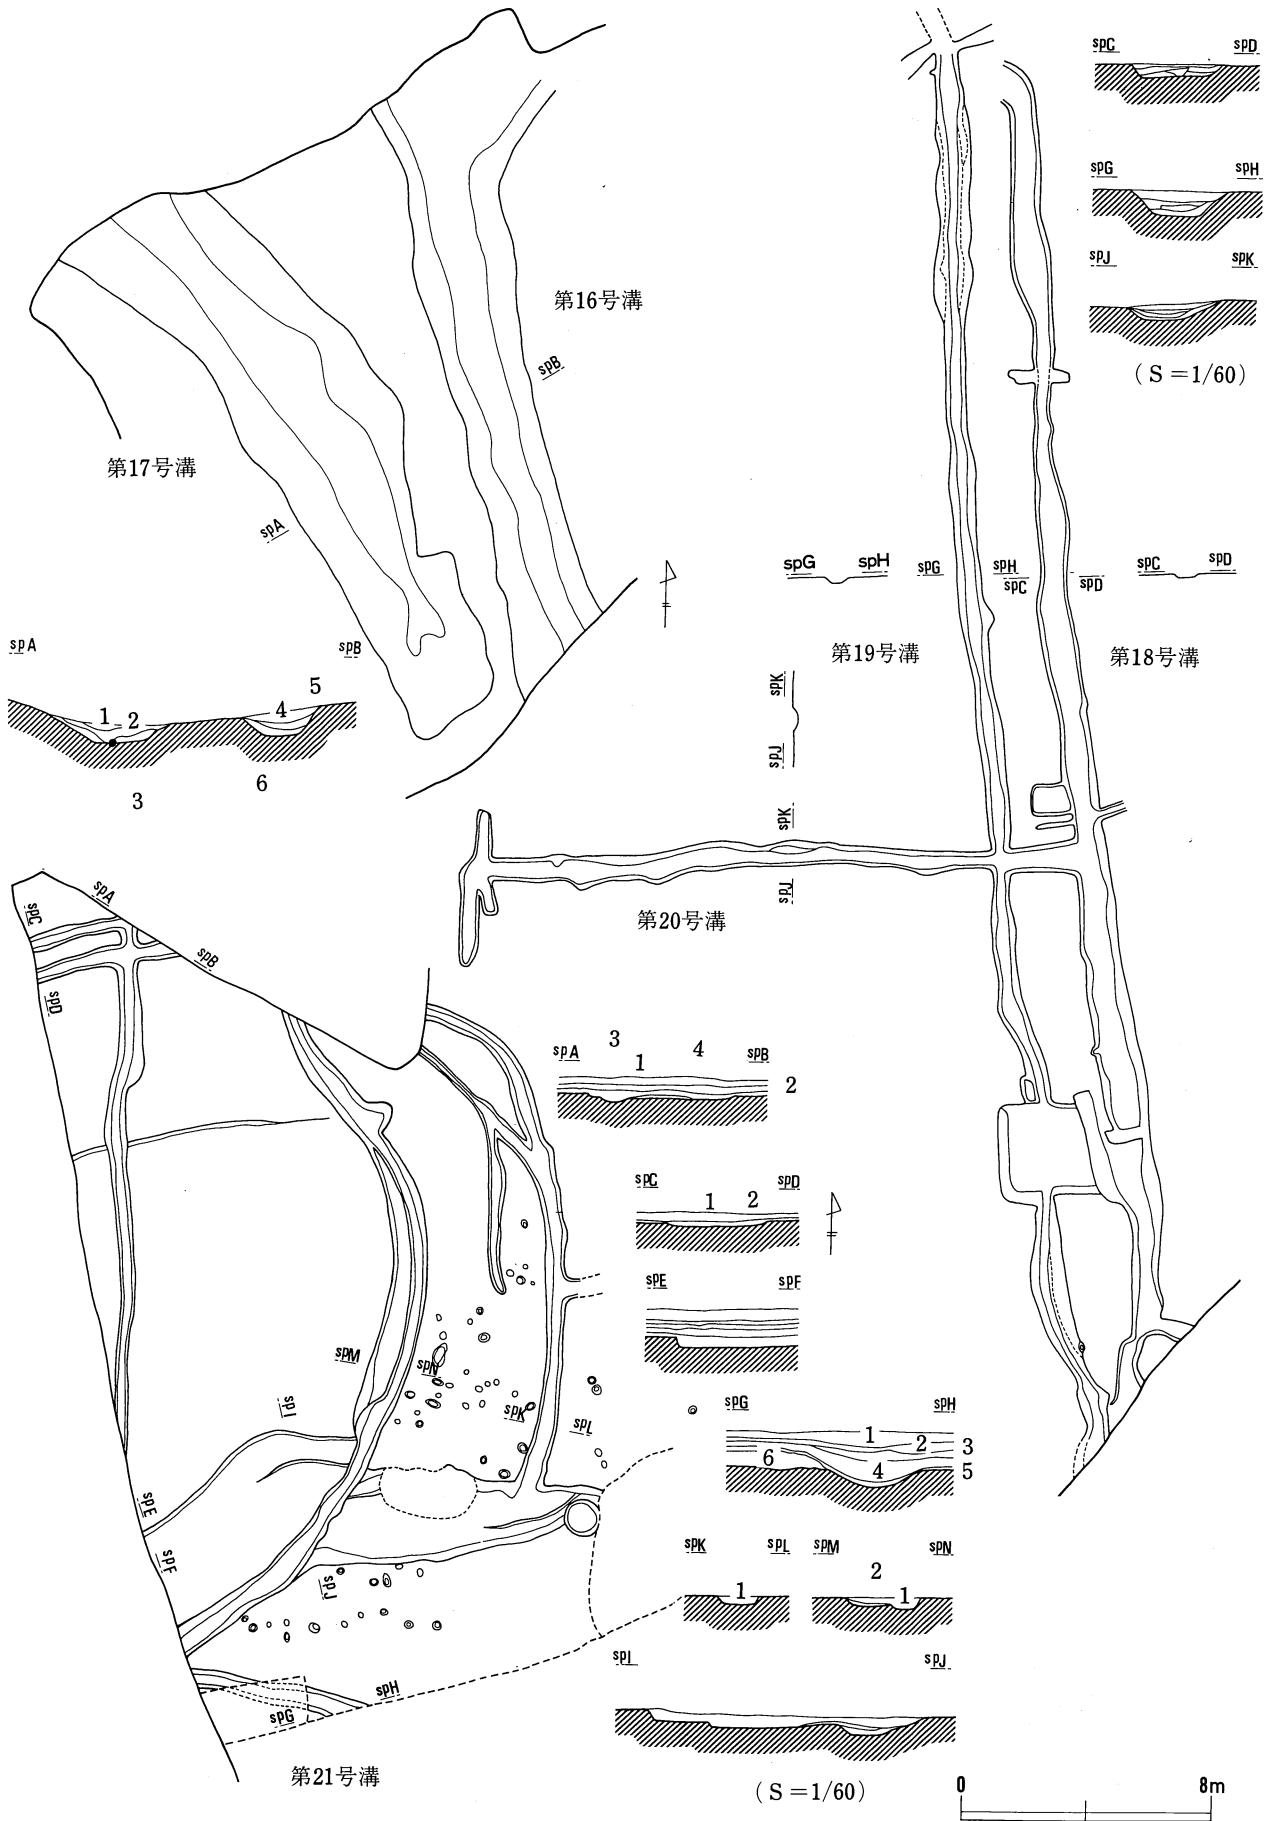 spC spD
spG spH
spJ spK
(S=1/60)
第16号溝
spB
第17号溝
spA
spA spB
5
1 2 4
6
3
spG spH spG spH spC spD spC spD
第19号溝
第18号溝
spK
spJ
spK
spJ
第20号溝
spA
spC
spB
spD
3
spA 1 4 spB
2
spC spD
1 2
spE spF
spM
spN
spI
spK
spL
spG spH
1 2 3
6 4 5
spE
spF
spJ
spK spL spM spN
2
1 1
spI spJ
spH
spG
第21号溝
(S=1/60)
0 8m